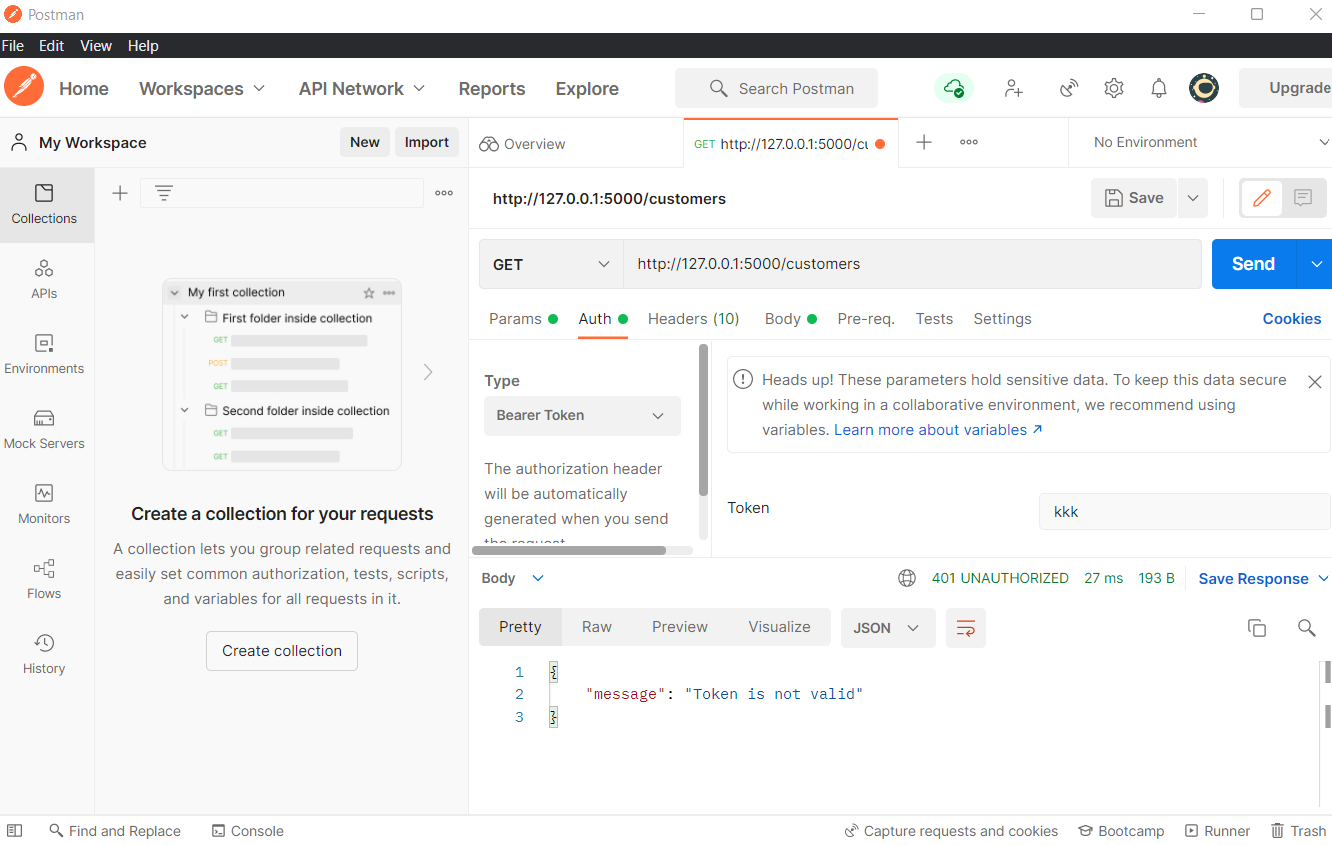 Postman
File Edit View Help
Home Workspaces API Network Reports Explore Search Postman Upgrade
My Workspace New Import
Overview GET http://127.0.0.1:5000/cu No Environment
Collections
APIs
Environments
Mock Servers
Monitors
Flows
History
My first collection
First folder inside collection
GET
POST
GET
Second folder inside collection
GET
GET
Create a collection for your requests
A collection lets you group related requests and
easily set common authorization, tests, scripts,
and variables for all requests in it.
Create collection
http://127.0.0.1:5000/customers Save
GET http://127.0.0.1:5000/customers Send
Params Auth Headers (10) Body Pre-req. Tests Settings Cookies
Type
Bearer Token
The authorization header
will be automatically
generated when you send
the request.
Heads up! These parameters hold sensitive data. To keep this data secure
while working in a collaborative environment, we recommend using
variables. Learn more about variables ↗
Token kkk
Body 401 UNAUTHORIZED 27 ms 193 B Save Response
Pretty Raw Preview Visualize JSON
1 {
2 "message": "Token is not valid"
3 }
Find and Replace Console Capture requests and cookies Bootcamp Runner Trash